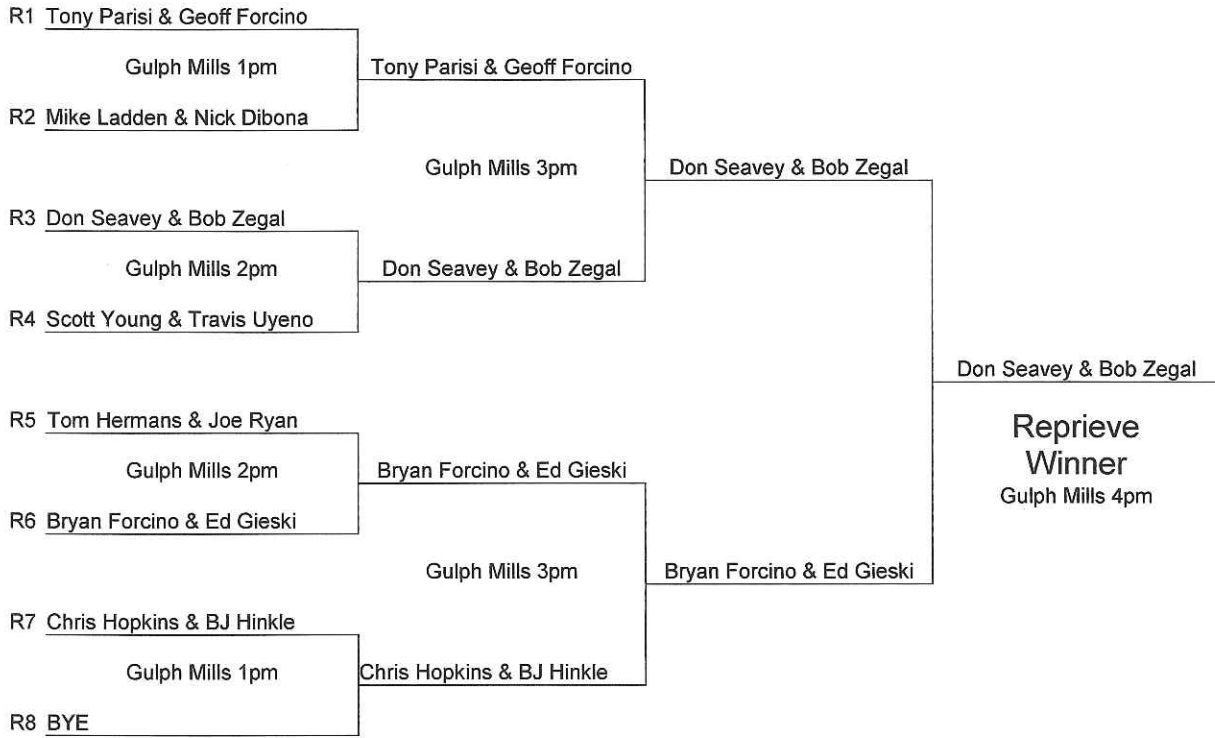 R1 Tony Parisi & Geoff Forcino
Gulph Mills 1pm
Tony Parisi & Geoff Forcino
R2 Mike Ladden & Nick Dibona
Gulph Mills 3pm
Don Seavey & Bob Zegal
R3 Don Seavey & Bob Zegal
Gulph Mills 2pm
Don Seavey & Bob Zegal
R4 Scott Young & Travis Uyeno
Don Seavey & Bob Zegal
Reprieve
Winner
Gulph Mills 4pm
R5 Tom Hermans & Joe Ryan
Gulph Mills 2pm
Bryan Forcino & Ed Gieski
R6 Bryan Forcino & Ed Gieski
Gulph Mills 3pm
Bryan Forcino & Ed Gieski
R7 Chris Hopkins & BJ Hinkle
Gulph Mills 1pm
Chris Hopkins & BJ Hinkle
R8 BYE